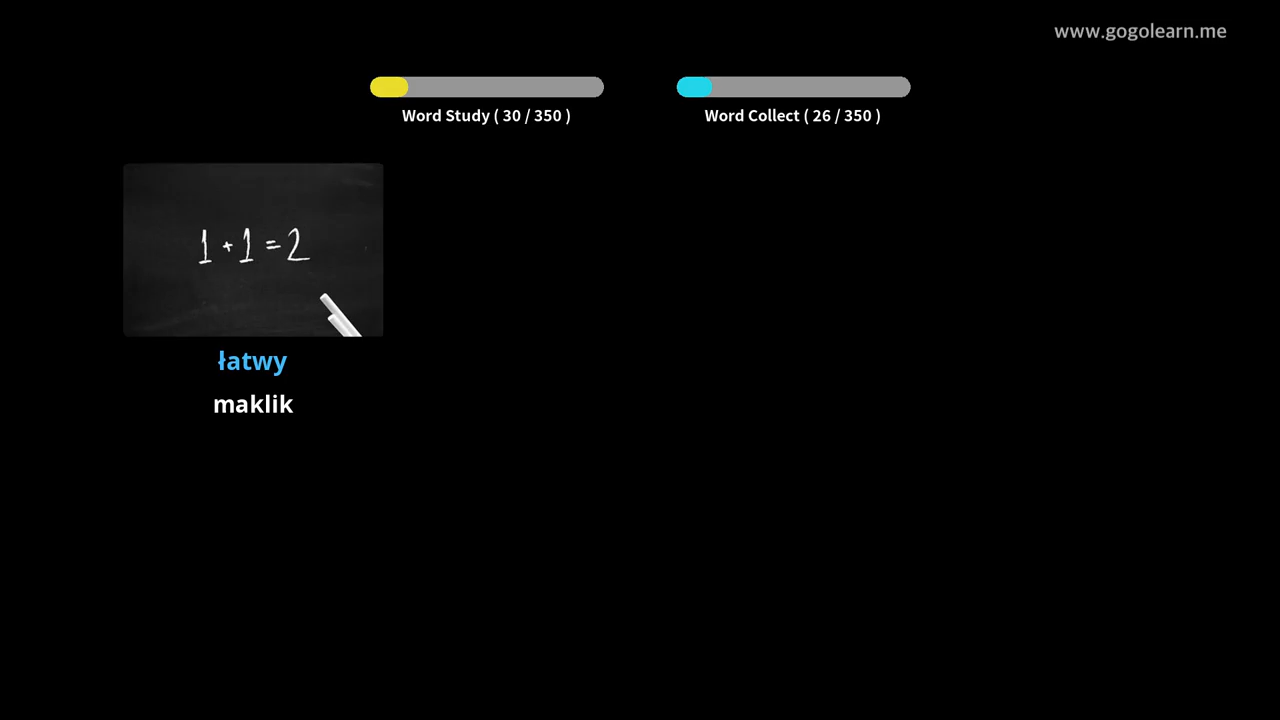 www.gogolearn.me
Word Study ( 30 / 350 )
Word Collect ( 26 / 350 )
1 + 1 = 2
łatwy
maklik